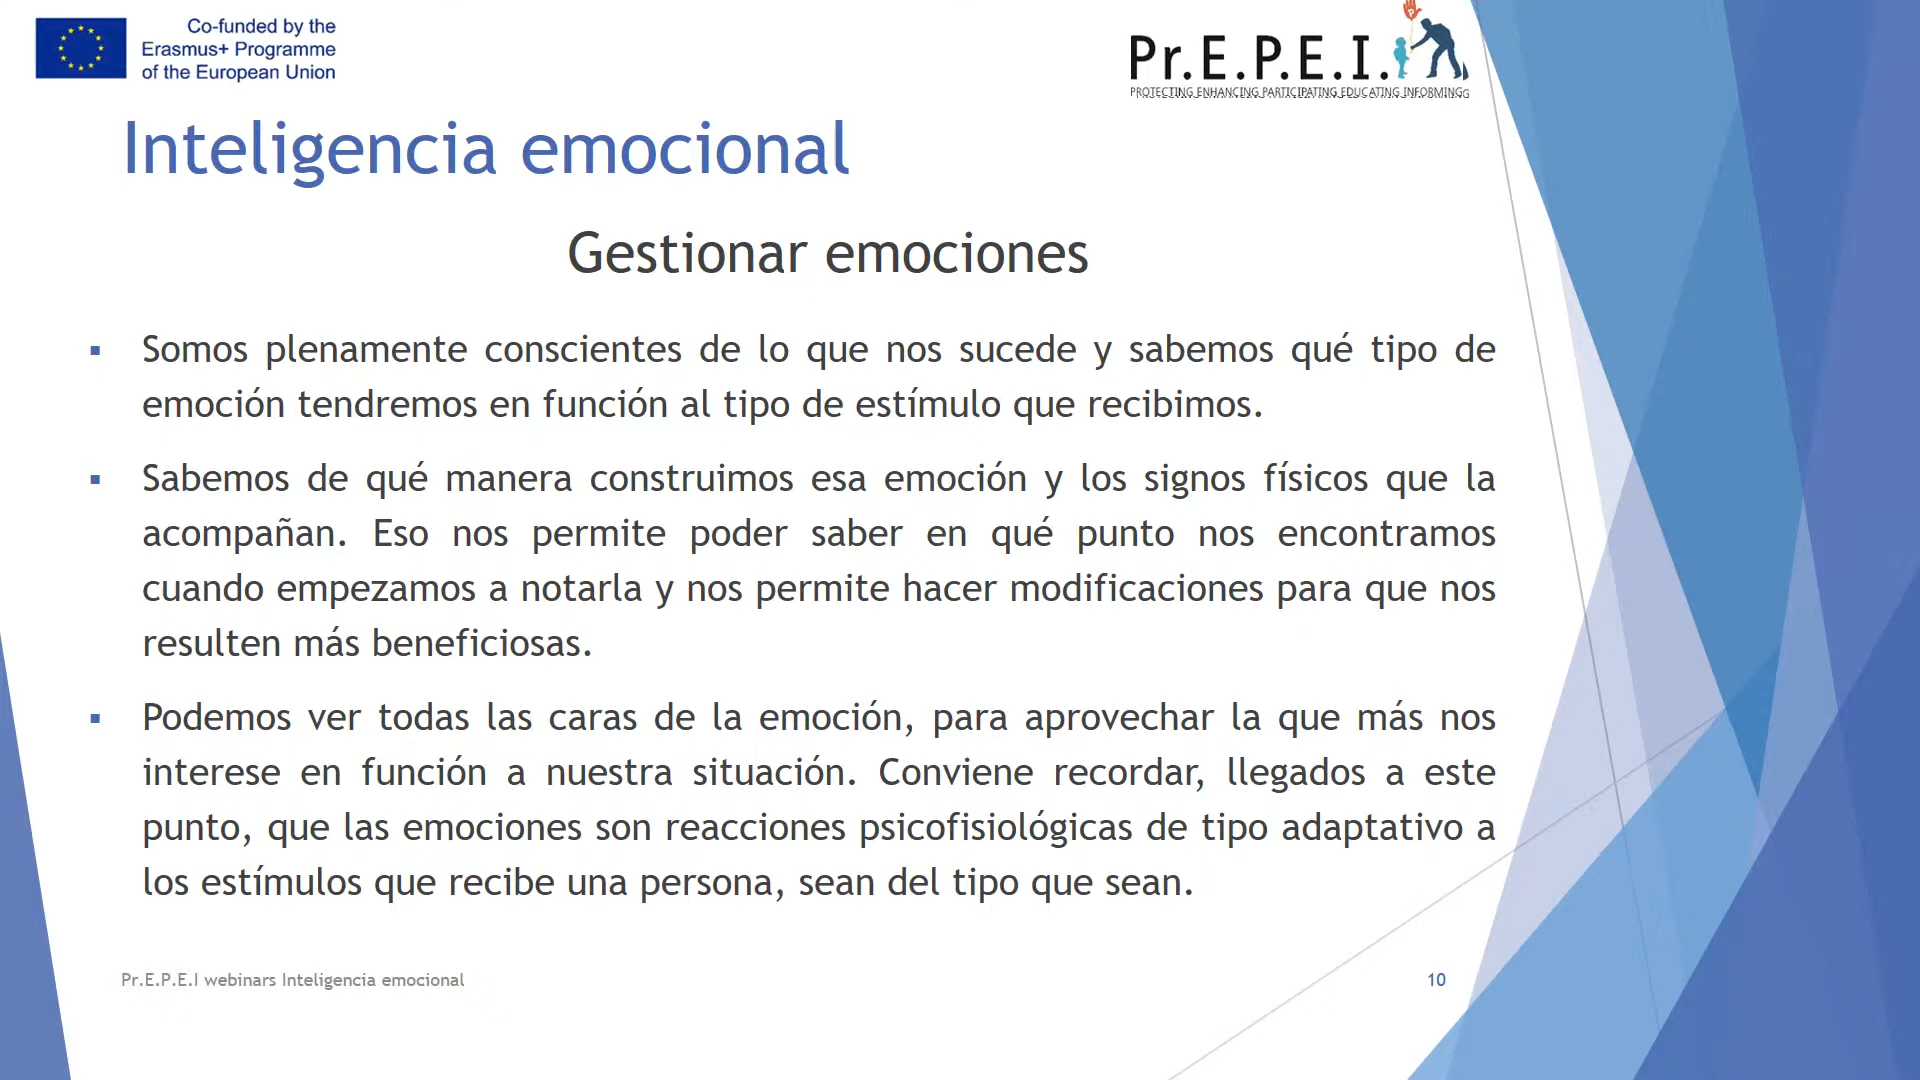 Co-funded by the
Erasmus+ Programme
of the European Union
Pr.E.P.E.I.
PROTECTING ENHANCING PARTICIPATING EDUCATING INFORMING
Inteligencia emocional
Gestionar emociones
Somos plenamente conscientes de lo que nos sucede y sabemos qué tipo de
emoción tendremos en función al tipo de estímulo que recibimos.
Sabemos de qué manera construimos esa emoción y los signos físicos que la
acompañan. Eso nos permite poder saber en qué punto nos encontramos
cuando empezamos a notarla y nos permite hacer modificaciones para que nos
resulten más beneficiosas.
Podemos ver todas las caras de la emoción, para aprovechar la que más nos
interese en función a nuestra situación. Conviene recordar, llegados a este
punto, que las emociones son reacciones psicofisiológicas de tipo adaptativo a
los estímulos que recibe una persona, sean del tipo que sean.
Pr.E.P.E.I webinars Inteligencia emocional
10